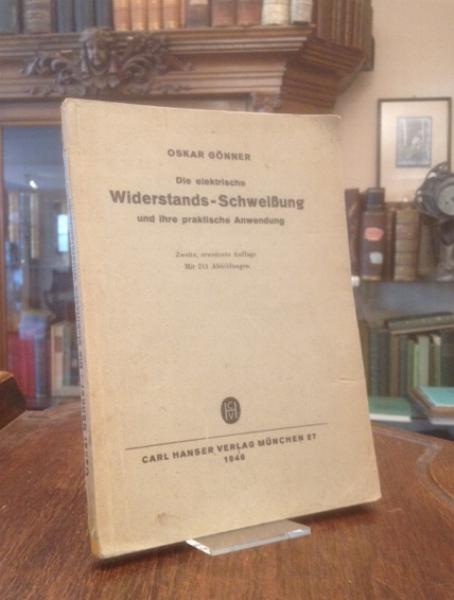 OSKAR GÖNNER
Die elektrische
Widerstands-Schweißung
und ihre praktische Anwendung
Zweite, erweiterte Auflage
Mit 211 Abbildungen
CARL HANSER VERLAG MÜNCHEN 27
1949